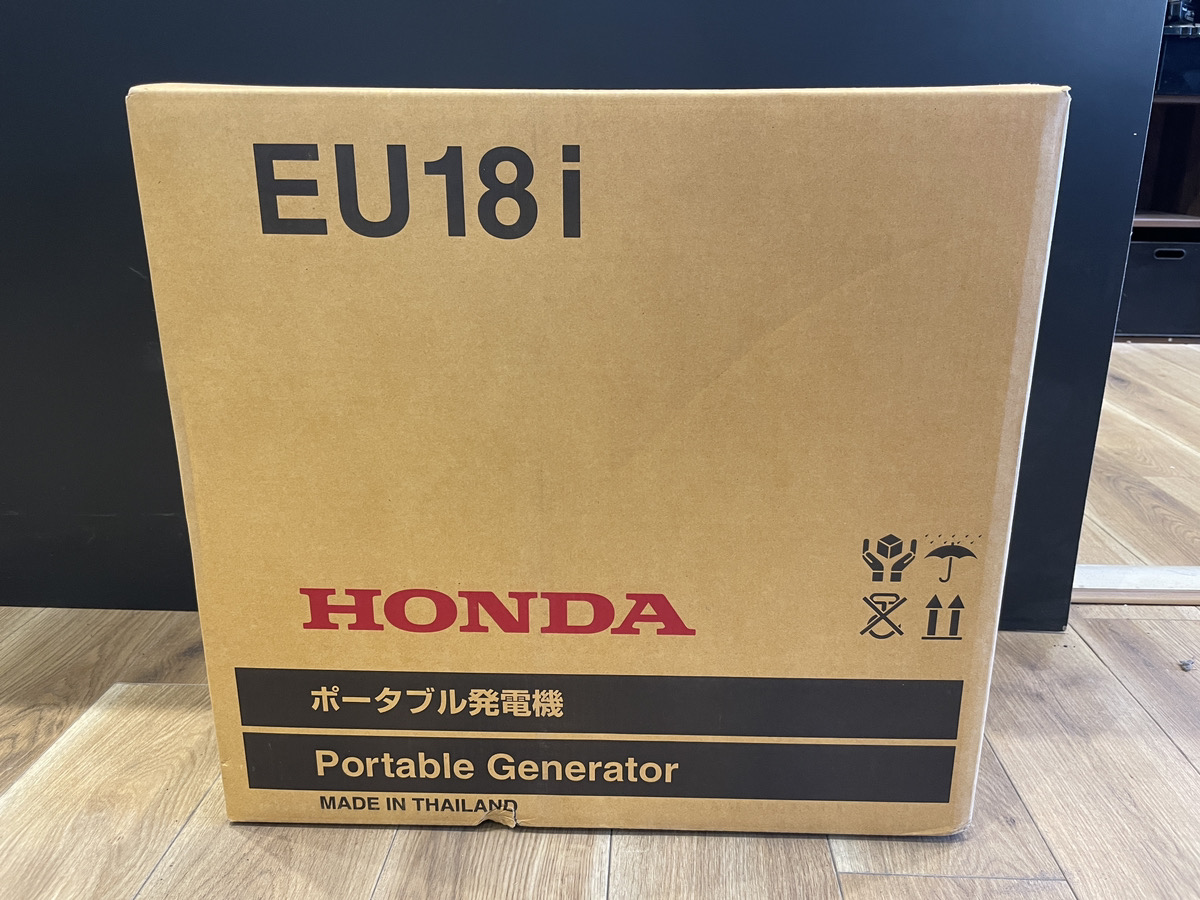 EU18i
HONDA
ポータブル発電機
Portable Generator
MADE IN THAILAND